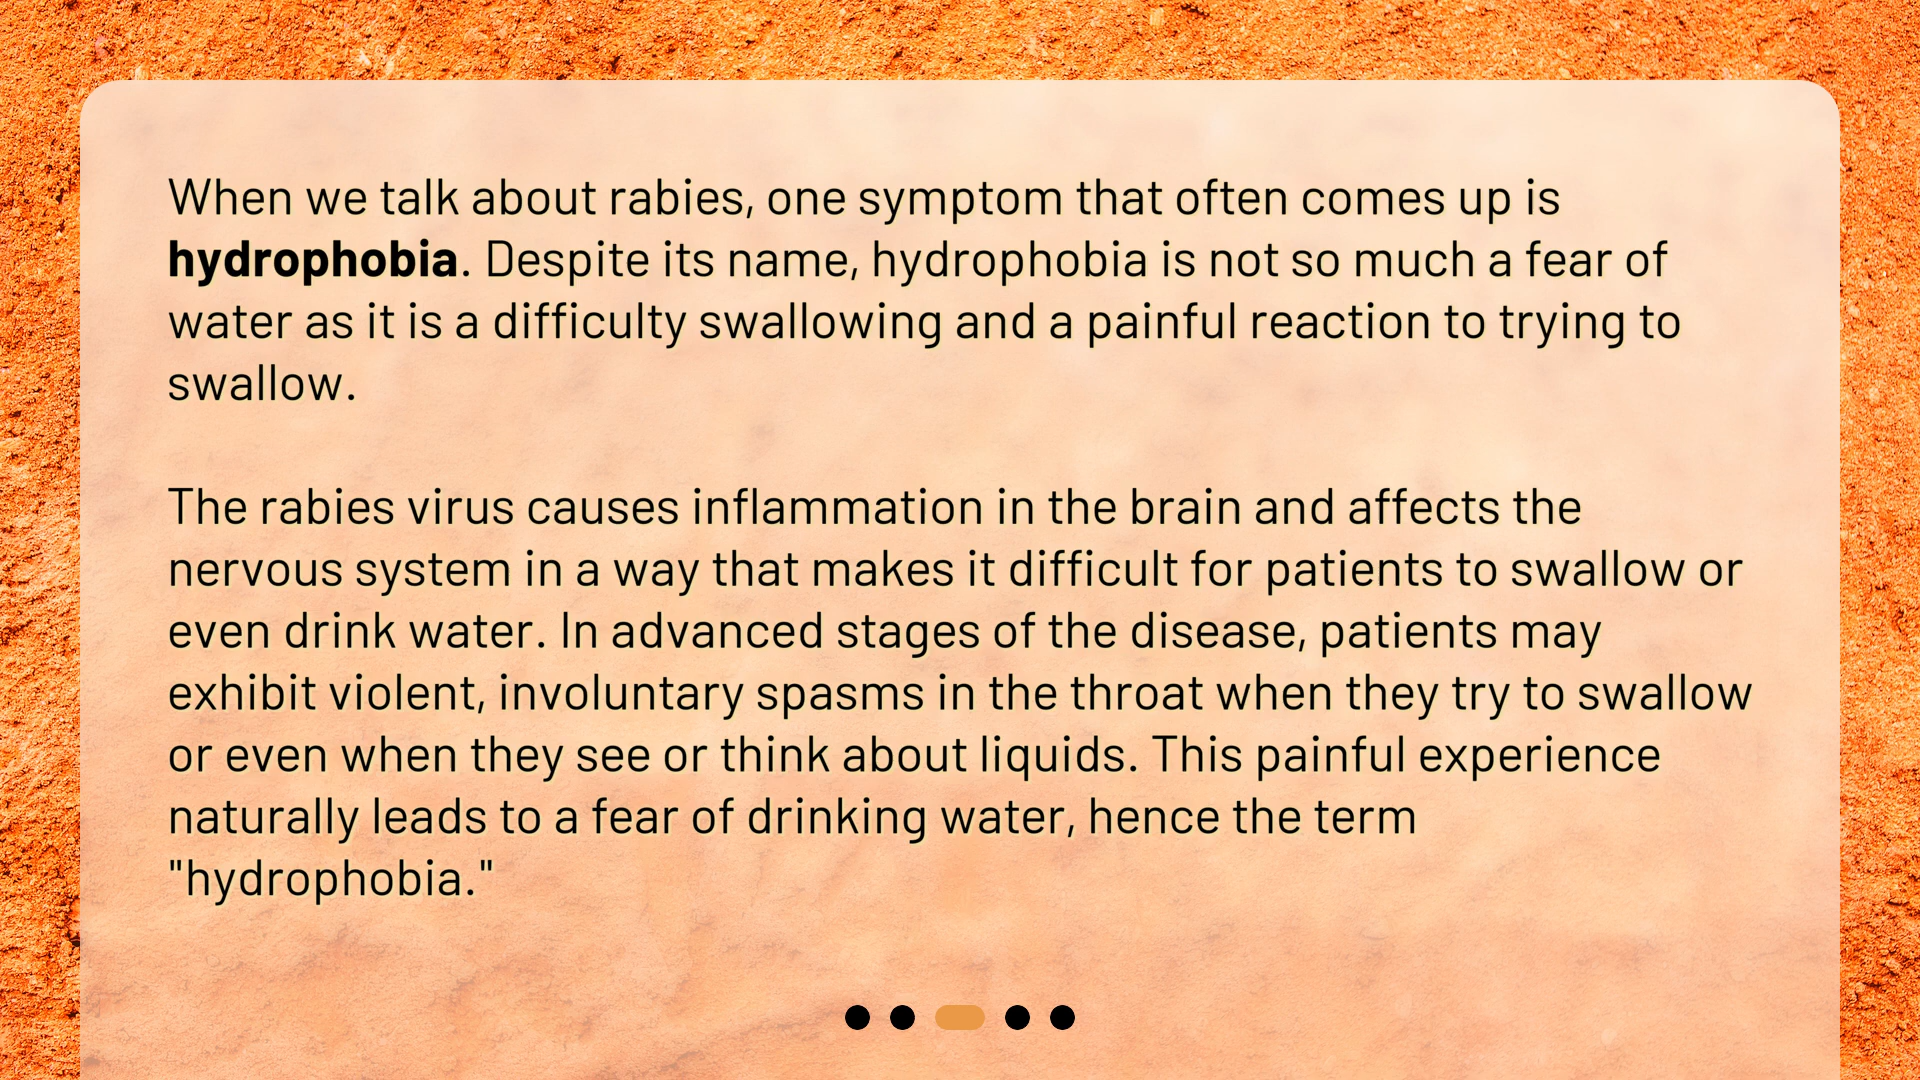 When we talk about rabies, one symptom that often comes up is
hydrophobia. Despite its name, hydrophobia is not so much a fear of
water as it is a difficulty swallowing and a painful reaction to trying to
swallow.
The rabies virus causes inflammation in the brain and affects the
nervous system in a way that makes it difficult for patients to swallow or
even drink water. In advanced stages of the disease, patients may
exhibit violent, involuntary spasms in the throat when they try to swallow
or even when they see or think about liquids. This painful experience
naturally leads to a fear of drinking water, hence the term
"hydrophobia."